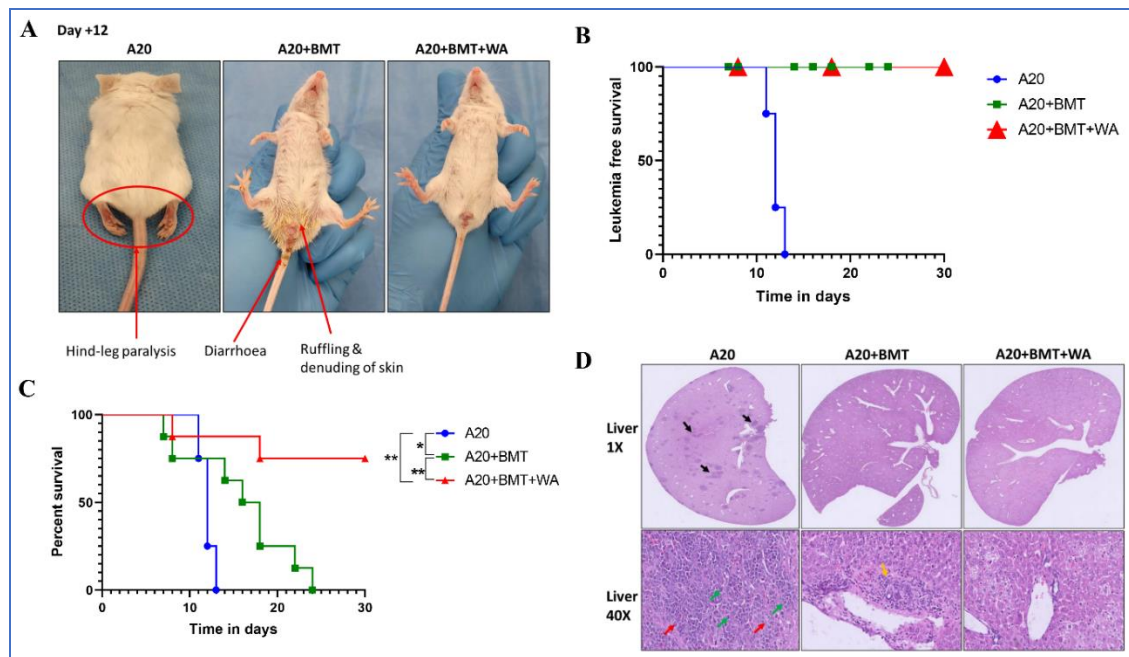 A
Day +12
A20
A20+BMT
A20+BMT+WA
Hind-leg paralysis
Diarrhoea
Ruffling &
denuding of skin
B
Leukemia free survival
100
50
0
0
10
20
30
Time in days
A20
A20+BMT
A20+BMT+WA
C
Percent survival
100
50
0
0
10
20
30
Time in days
**
*
**
A20
A20+BMT
A20+BMT+WA
D
A20
A20+BMT
A20+BMT+WA
Liver
1X
Liver
40X